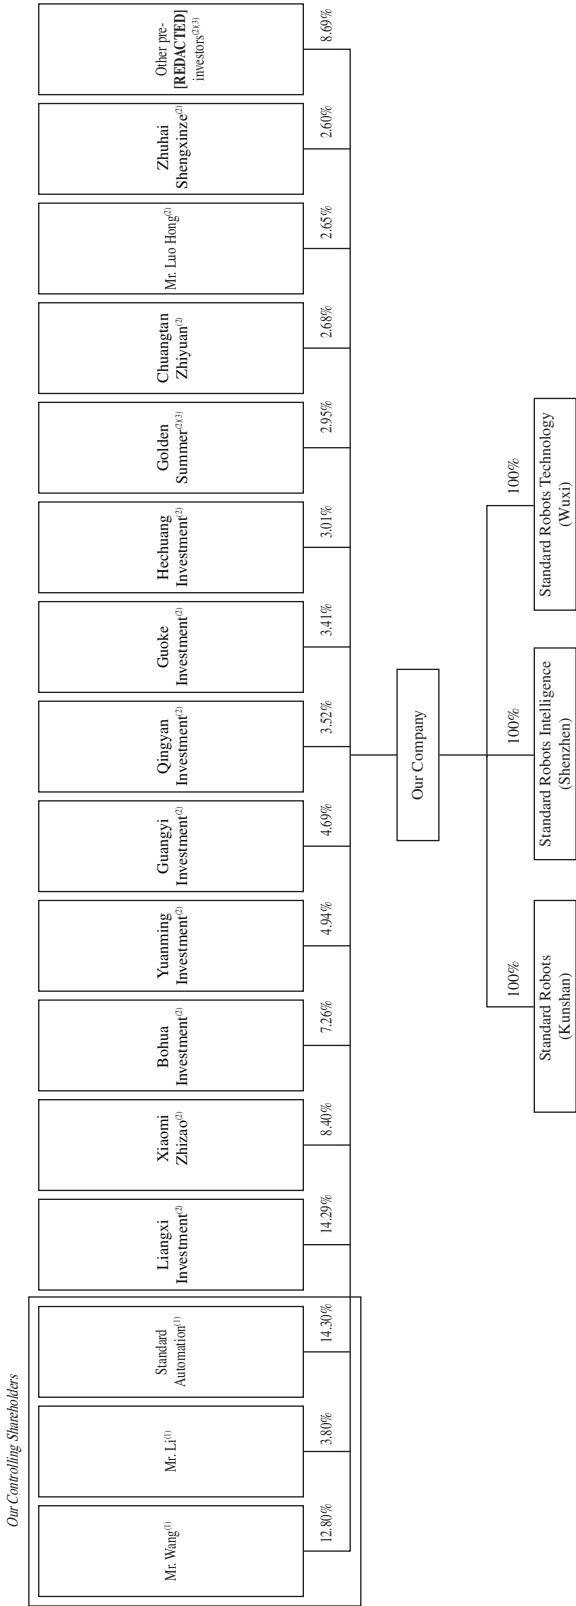 Our Controlling Shareholders
Mr. Wang(1)
Mr. Li(1)
Standard
Automation(1)
Liangxi
Investment(2)
Xiaomi
Zhizao(2)
Bohua
Investment(2)
Yuanming
Investment(2)
Guangyi
Investment(2)
Qingyan
Investment(2)
Guoke
Investment(2)
Hechuang
Investment(2)
Golden
Summer(2)(3)
Chuangtan
Zhiyuan(2)
Mr. Luo Hong(2)
Zhuhai
Shengxinze(2)
Other pre-
[REDACTED]
investors(2)(3)
12.80%
3.80%
14.30%
14.29%
8.40%
7.26%
4.94%
4.69%
3.52%
3.41%
3.01%
2.95%
2.68%
2.65%
2.60%
8.69%
Our Company
100%
100%
100%
Standard Robots
(Kunshan)
Standard Robots Intelligence
(Shenzhen)
Standard Robots Technology
(Wuxi)